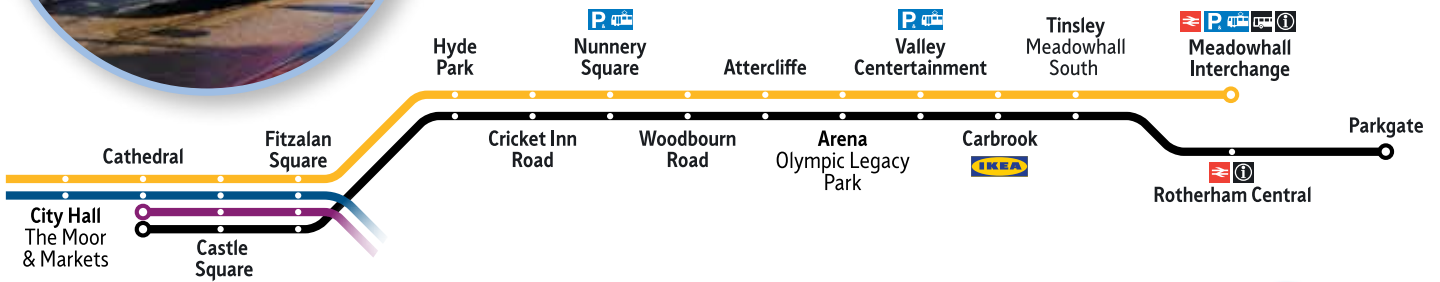 Hyde
Park
P&
Nunnery
Square
Attercliffe
P&
Valley
Centertainment
Tinsley
Meadowhall
South
P&
i
Meadowhall
Interchange
Cathedral
Fitzalan
Square
Cricket Inn
Road
Woodbourn
Road
Arena
Olympic Legacy
Park
Carbrook
IKEA
Parkgate
i
Rotherham Central
City Hall
The Moor
& Markets
Castle
Square